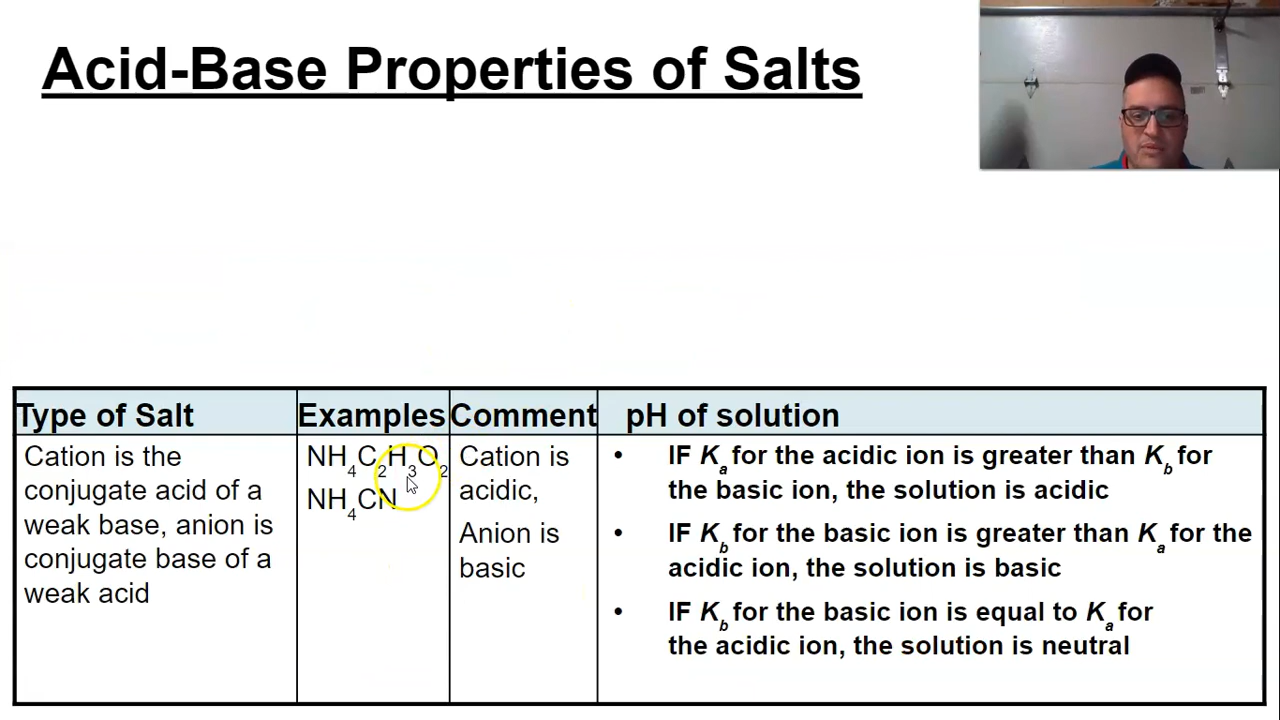 Acid-Base Properties of Salts
Type of Salt
Examples
Comment
pH of solution
Cation is the
conjugate acid of a
weak base, anion is
conjugate base of a
weak acid
NH₄C₂H₃O₂
NH₄CN
Cation is
acidic,
Anion is
basic
• IF Kₐ for the acidic ion is greater than K_b for
the basic ion, the solution is acidic
• IF K_b for the basic ion is greater than Kₐ for the
acidic ion, the solution is basic
• IF K_b for the basic ion is equal to Kₐ for
the acidic ion, the solution is neutral